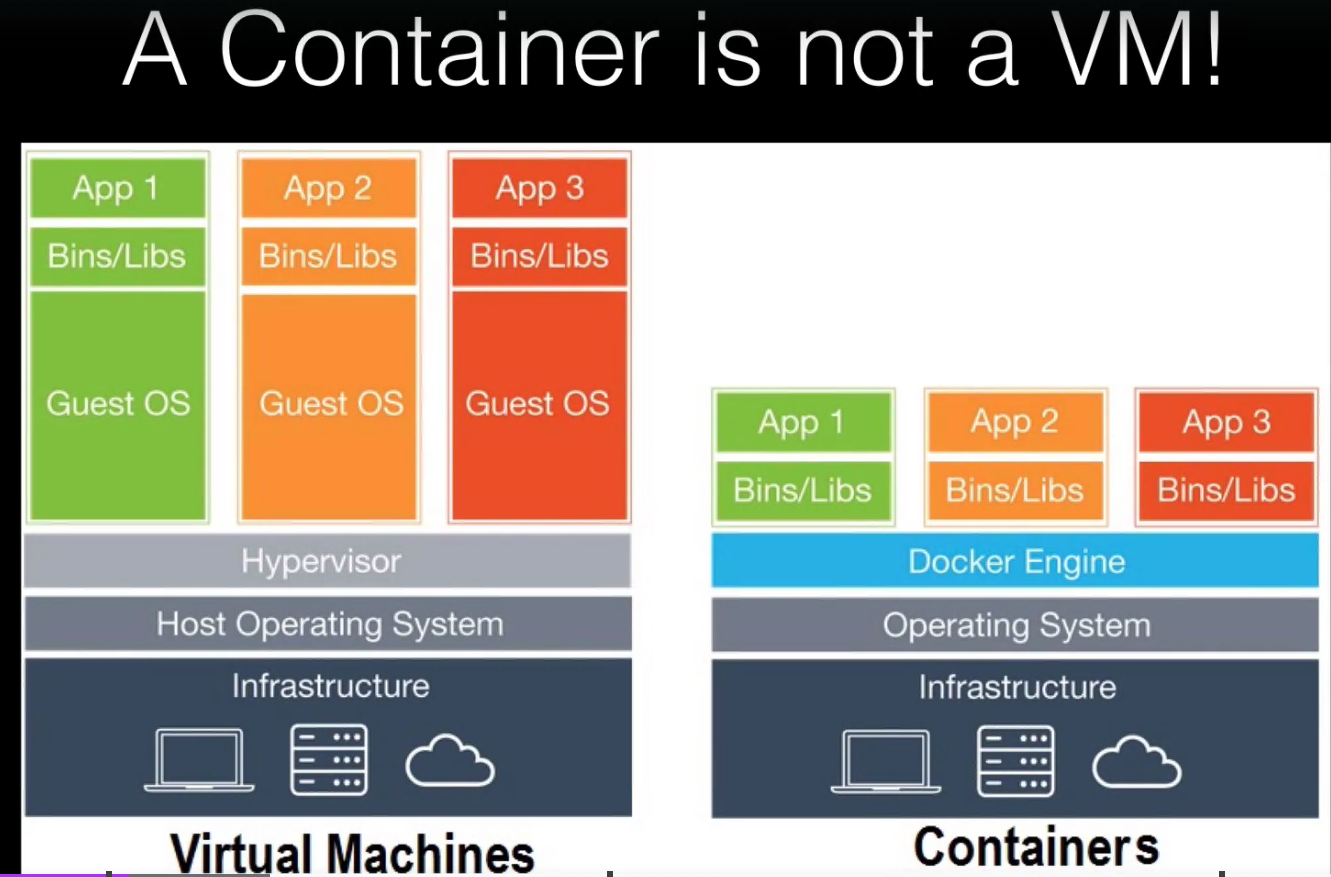 A Container is not a VM!
App 1
App 2
App 3
Bins/Libs
Bins/Libs
Bins/Libs
Guest OS
Guest OS
Guest OS
Hypervisor
Host Operating System
Infrastructure
Virtual Machines
App 1
App 2
App 3
Bins/Libs
Bins/Libs
Bins/Libs
Docker Engine
Operating System
Infrastructure
Containers